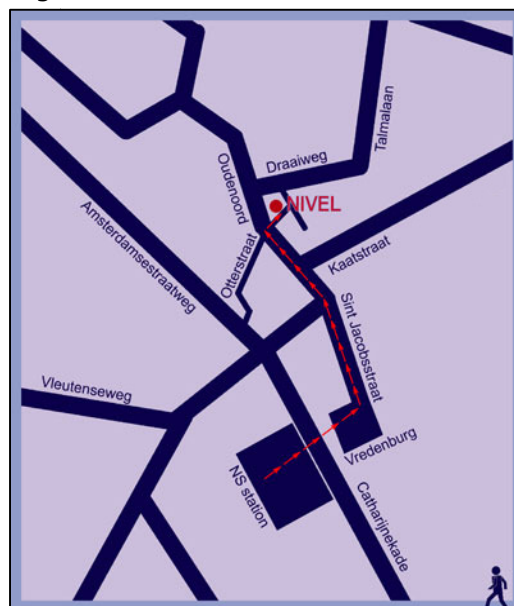 Talmalaan
Draaiweg
Oudenoord
NIVEL
Kaatstraat
Otterstraat
Amsterdamsestraatweg
Sint Jacobsstraat
Vleutenseweg
Vredenburg
NS station
Catharijnekade